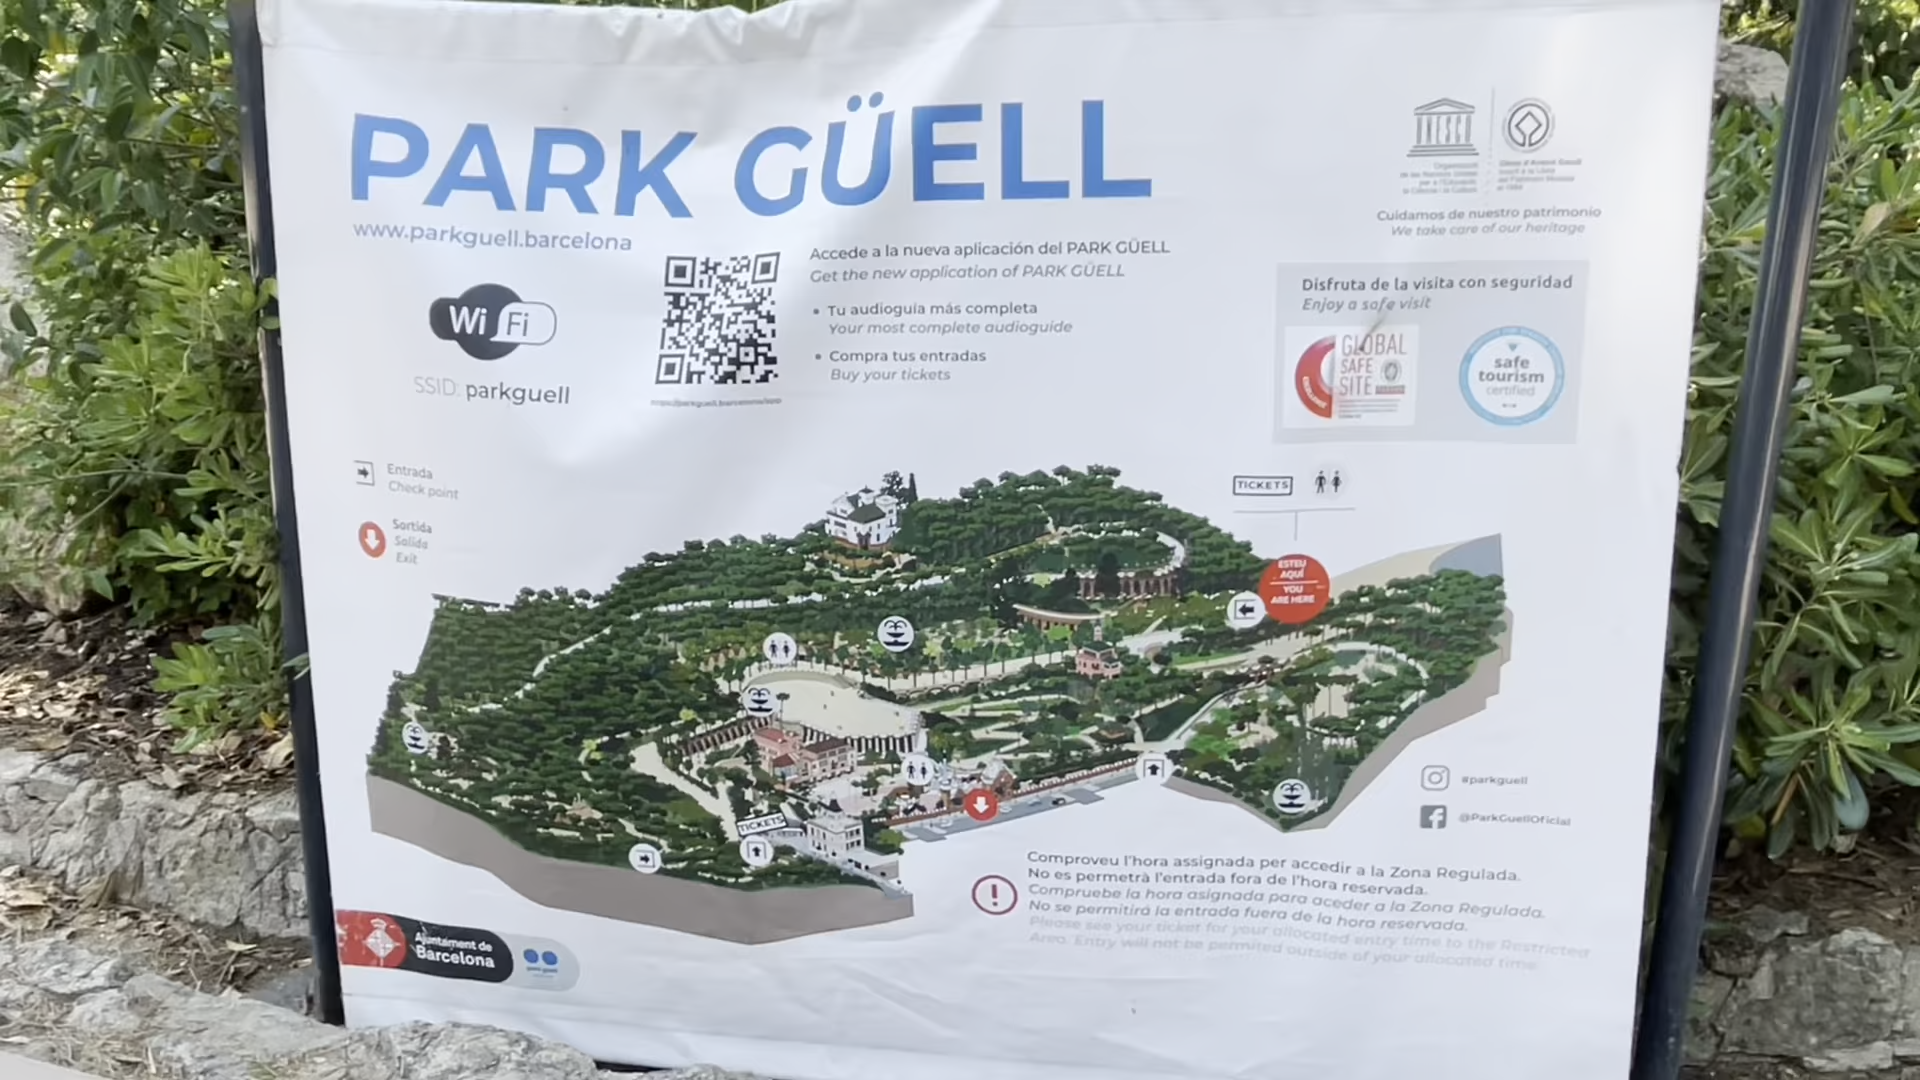 PARK GÜELL
www.parkguell.barcelona
Wi Fi
SSID: parkguell
Accede a la nueva aplicación del PARK GÜELL
Get the new application of PARK GÜELL
• Tu audioguia más completa
Your most complete audioguide
• Compra tus entradas
Buy your tickets
UNESCO
Cuidamos de nuestro patrimonio
We take care of our heritage
Disfruta de la visita con seguridad
Enjoy a safe visit
GLOBAL
SAFE
SITE
EXCELLENCE
safe
tourism
certified
Entrada
Check point
Sortida
Salida
Exit
TICKETS
ESTEU
AQUÍ
YOU
ARE HERE
TICKETS
#parkguell
@ParkGuellOficial
Comproveu l'hora assignada per accedir a la Zona Regulada.
No es permetrà l'entrada fora de l'hora reservada.
Compruebe la hora asignada para aceder a la Zona Regulada.
No se permitirá la entrada fuera de la hora reservada.
Please see your ticket for your allocated entry time to the Restricted
Area. Entry will not be permitted outside of your allocated time.
Ajuntament de
Barcelona